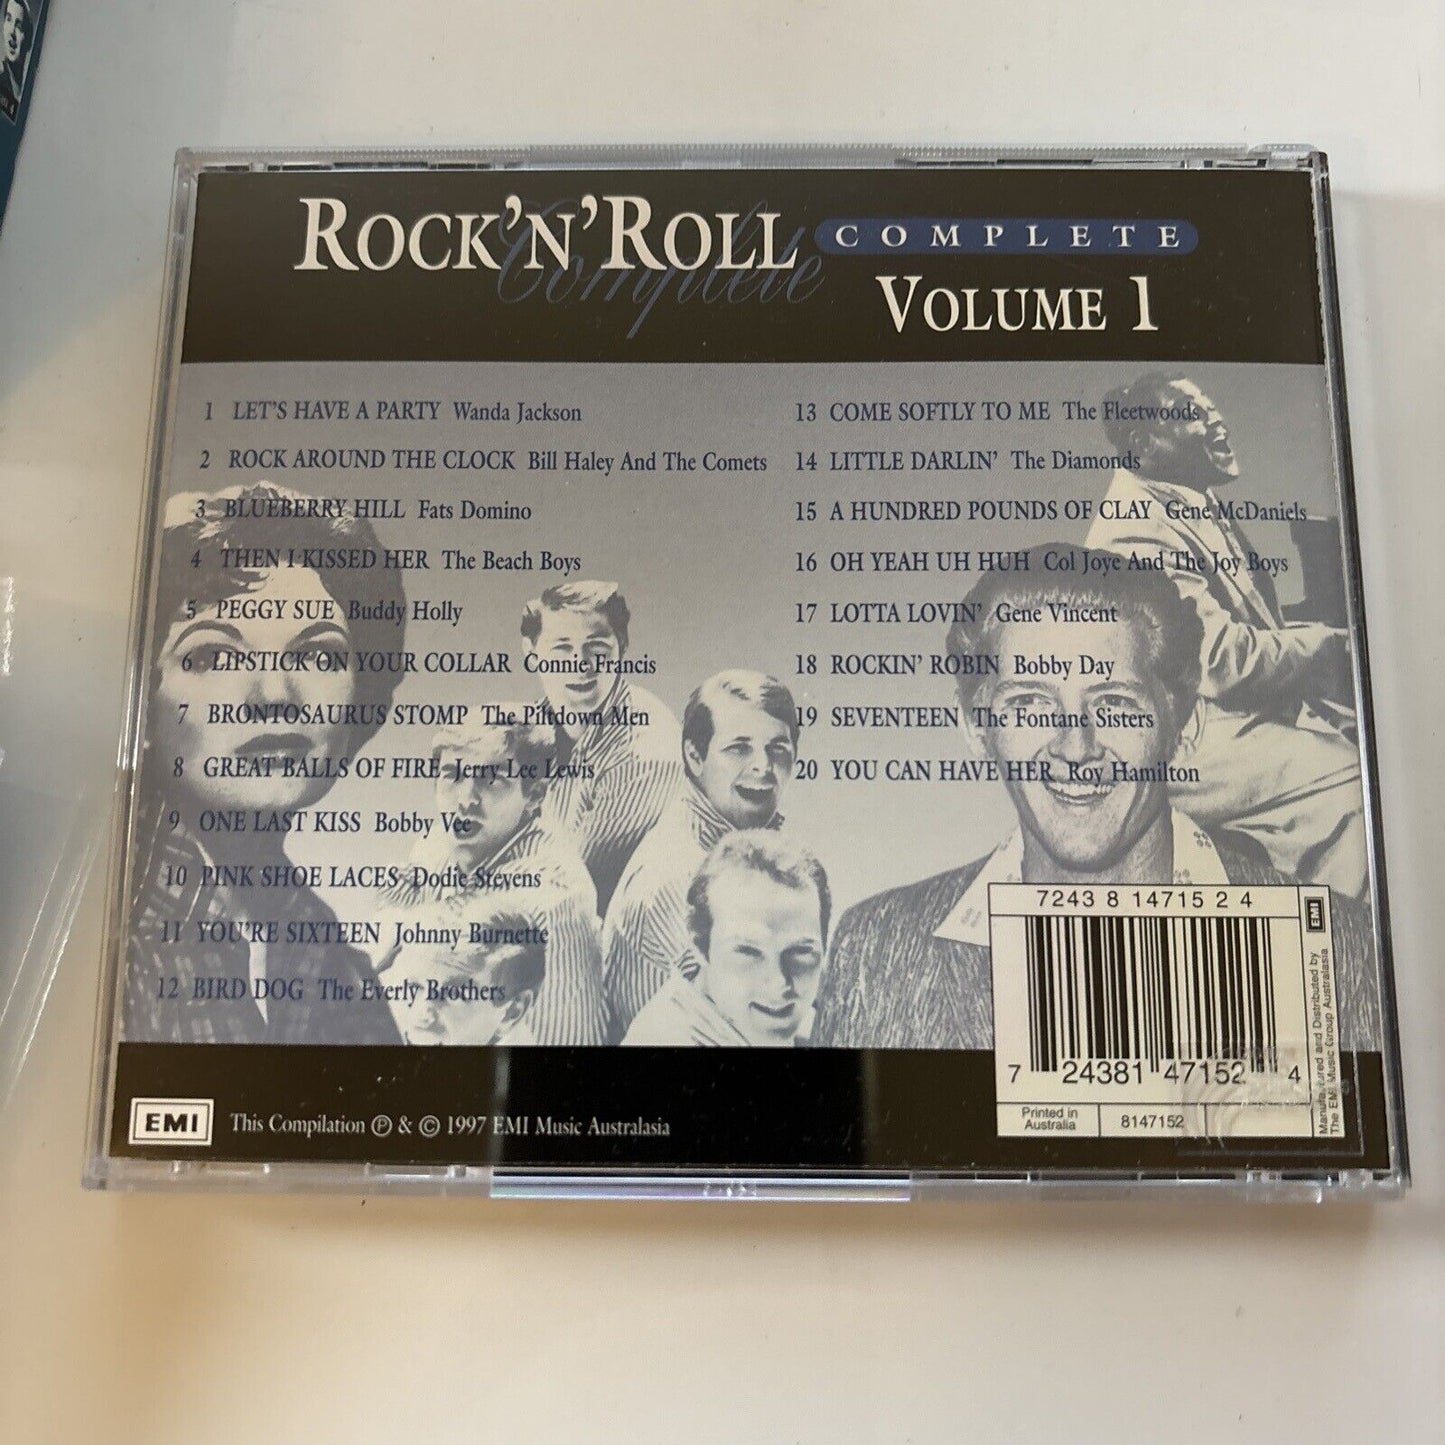 ROCK'N'ROLL COMPLETE
Complete
VOLUME 1
1 LET'S HAVE A PARTY Wanda Jackson
2 ROCK AROUND THE CLOCK Bill Haley And The Comets
3 BLUEBERRY HILL Fats Domino
4 THEN I KISSED HER The Beach Boys
5 PEGGY SUE Buddy Holly
6 LIPSTICK ON YOUR COLLAR Connie Francis
7 BRONTOSAURUS STOMP The Piltdown Men
8 GREAT BALLS OF FIRE Jerry Lee Lewis
9 ONE LAST KISS Bobby Vee
10 PINK SHOE LACES Dodie Stevens
11 YOU'RE SIXTEEN Johnny Burnette
12 BIRD DOG The Everly Brothers
13 COME SOFTLY TO ME The Fleetwoods
14 LITTLE DARLIN' The Diamonds
15 A HUNDRED POUNDS OF CLAY Gene McDaniels
16 OH YEAH UH HUH Col Joye And The Joy Boys
17 LOTTA LOVIN' Gene Vincent
18 ROCKIN' ROBIN Bobby Day
19 SEVENTEEN The Fontane Sisters
20 YOU CAN HAVE HER Roy Hamilton
7243 8 14715 2 4
7 24381 47152 4
Printed in
Australia
8147152
EMI
Manufactured and Distributed by
The EMI Music Group Australasia
EMI
This Compilation ℗ & © 1997 EMI Music Australasia